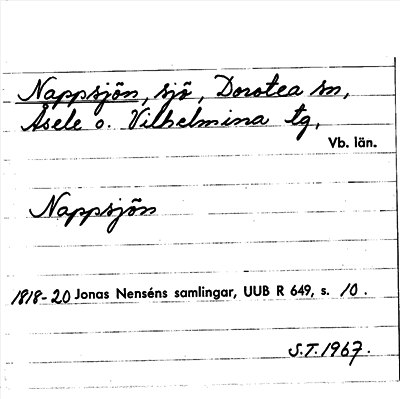 Nappsjön, sjö, Dorotea sn,
Åsele o. Vilhelmina tg,
Vb. län.
Nappsjön
1818-20 Jonas Nenséns samlingar, UUB R 649, s. 10.
S.T. 1967.